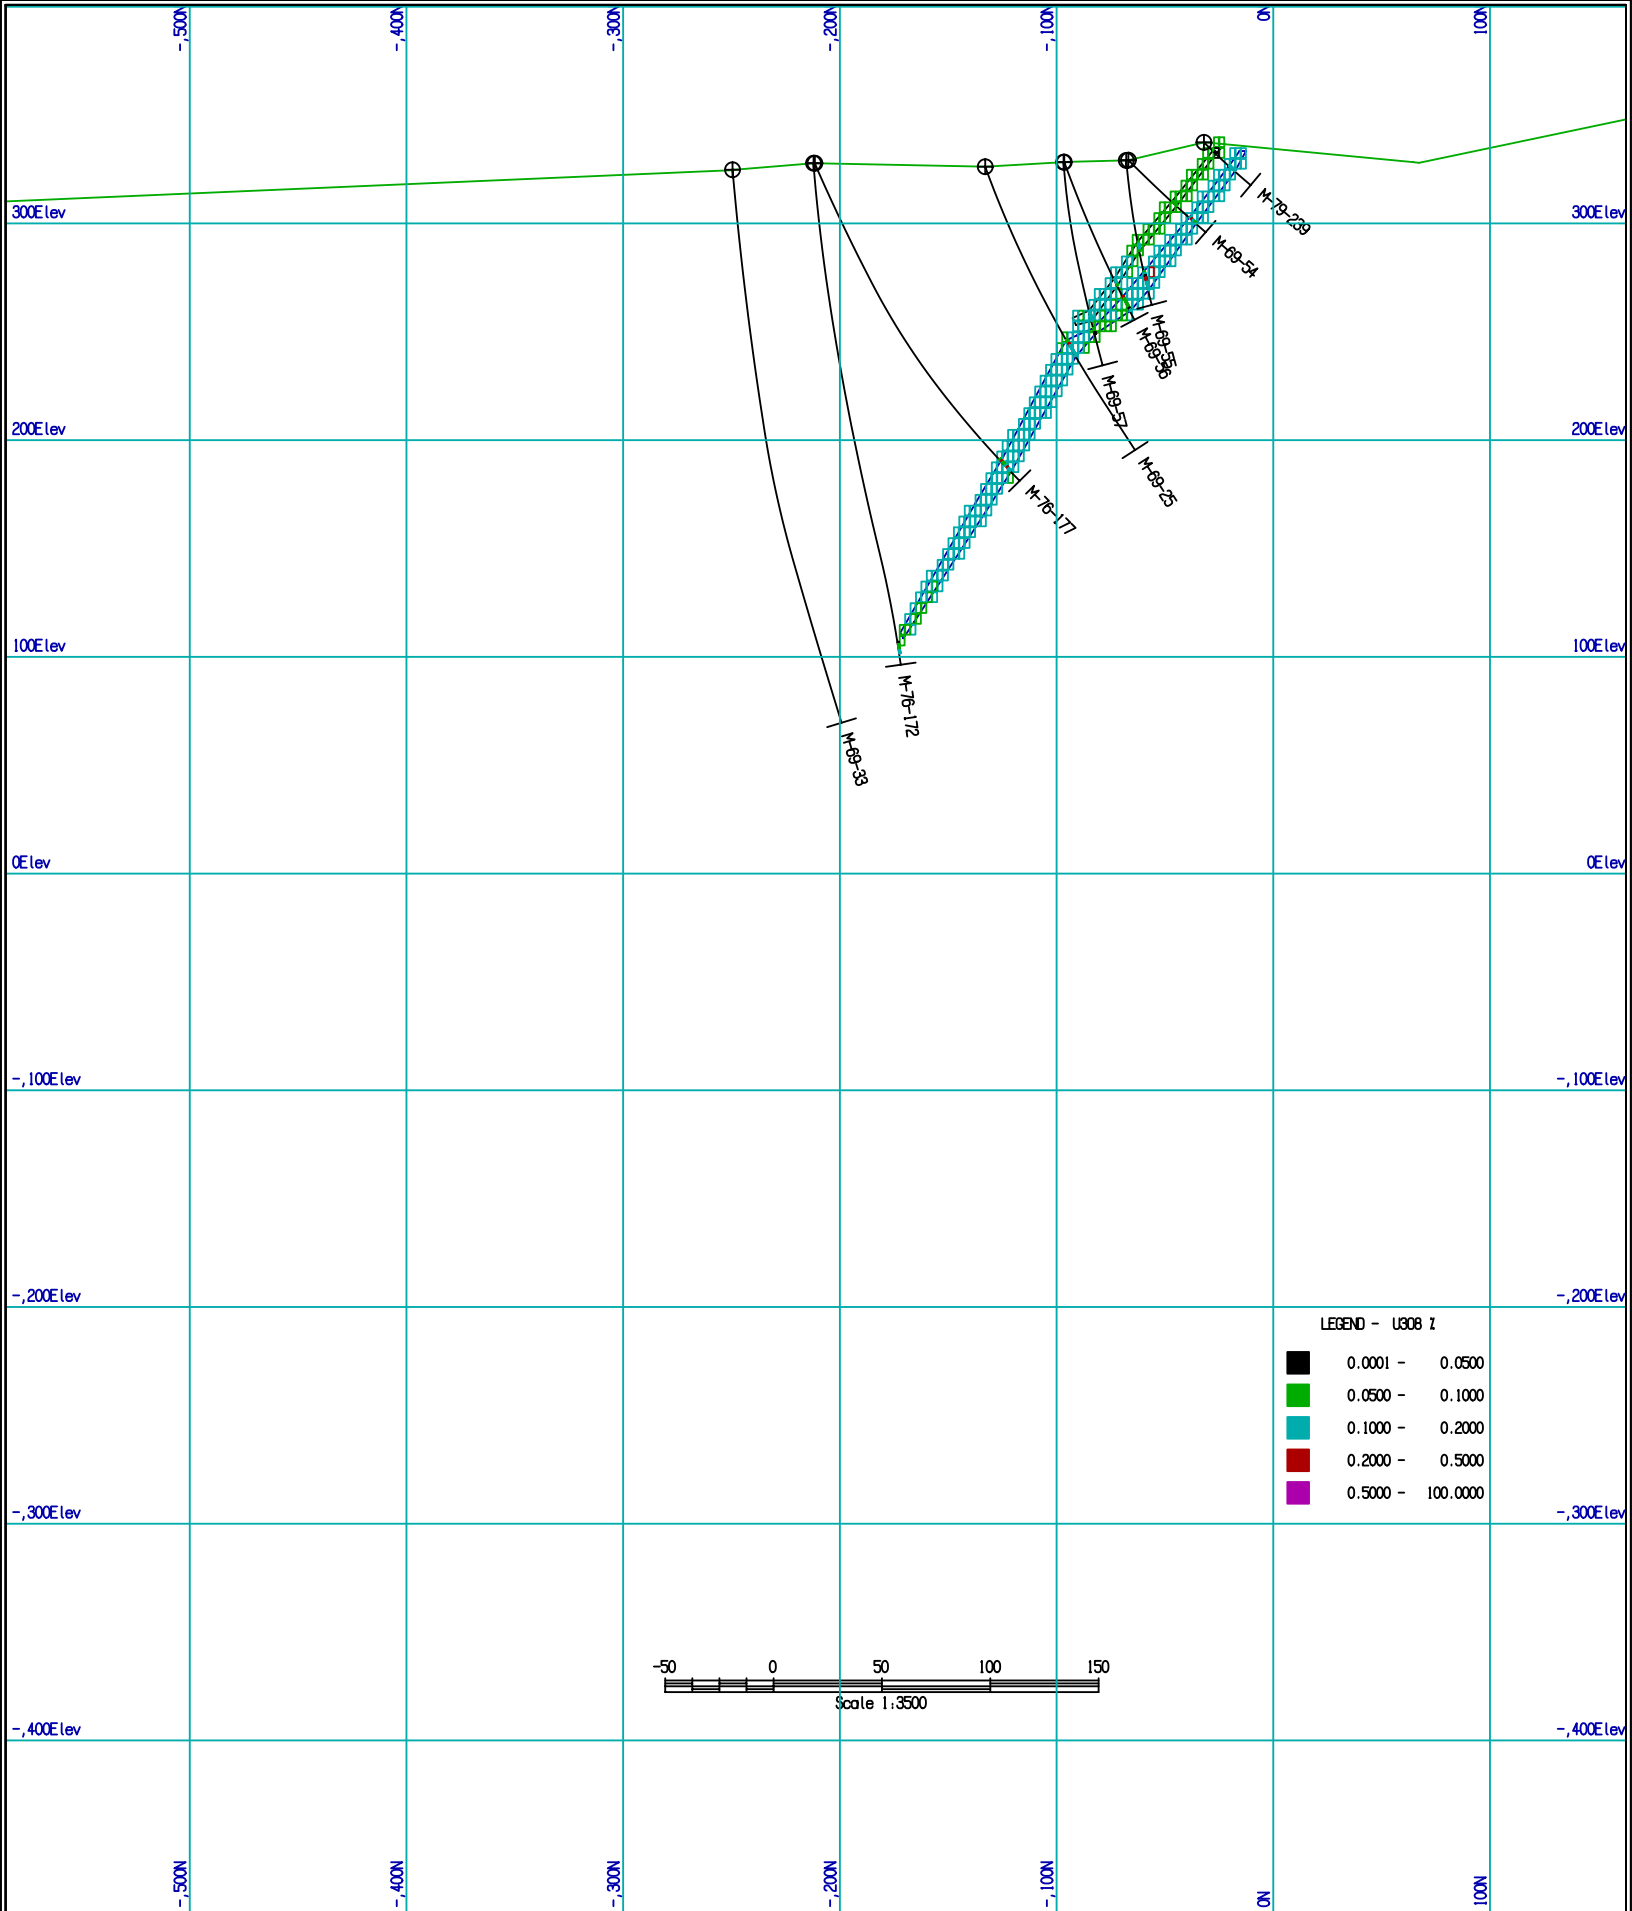 -,500N -,400N -,300N -,200N -,100N 0N 100N
300Elev 300Elev
M-79-239
M-69-54
M-69-55
M-69-56
M-69-57
200Elev 200Elev
M-69-25
M-76-177
100Elev 100Elev
M-76-172
M-69-33
0Elev 0Elev
-,100Elev -,100Elev
-,200Elev -,200Elev
LEGEND - U308 %
0.0001 - 0.0500
0.0500 - 0.1000
0.1000 - 0.2000
0.2000 - 0.5000
0.5000 - 100.0000
-,300Elev -,300Elev
-50 0 50 100 150
Scale 1:3500
-,400Elev -,400Elev
-,500N -,400N -,300N -,200N -,100N 0N 100N